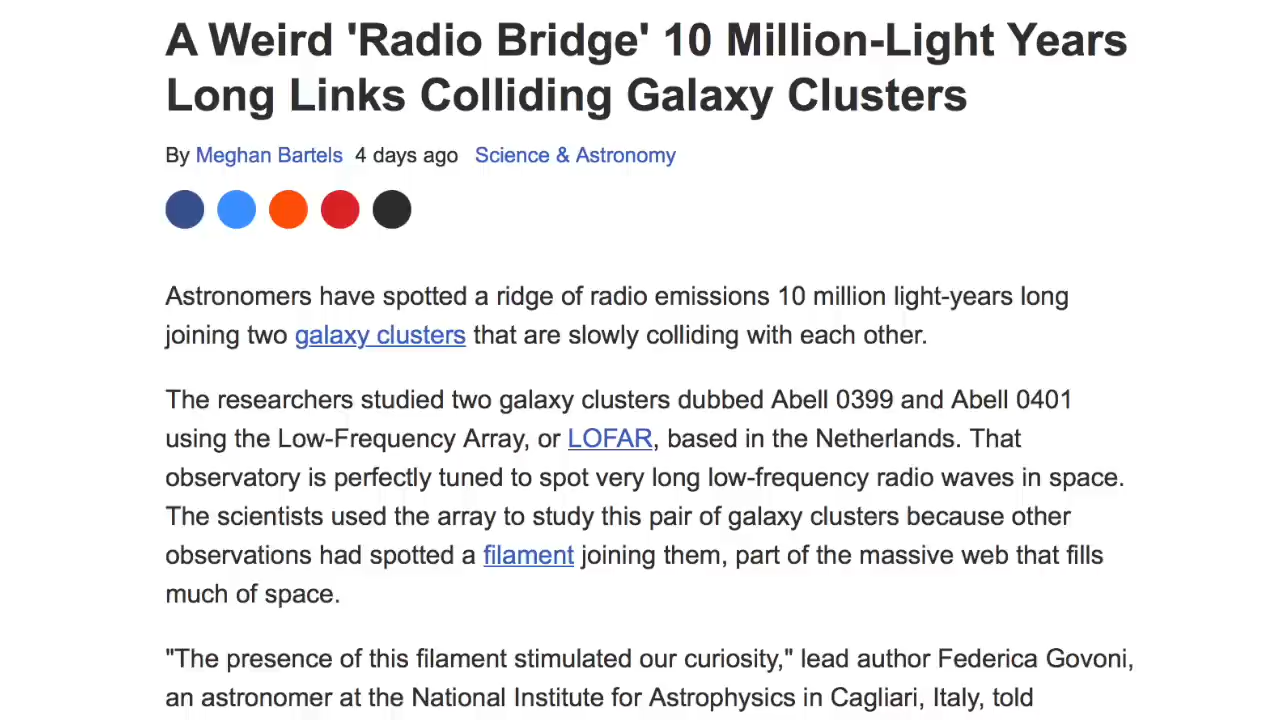 A Weird 'Radio Bridge' 10 Million-Light Years
Long Links Colliding Galaxy Clusters
By Meghan Bartels 4 days ago Science & Astronomy
Astronomers have spotted a ridge of radio emissions 10 million light-years long
joining two galaxy clusters that are slowly colliding with each other.
The researchers studied two galaxy clusters dubbed Abell 0399 and Abell 0401
using the Low-Frequency Array, or LOFAR, based in the Netherlands. That
observatory is perfectly tuned to spot very long low-frequency radio waves in space.
The scientists used the array to study this pair of galaxy clusters because other
observations had spotted a filament joining them, part of the massive web that fills
much of space.
"The presence of this filament stimulated our curiosity," lead author Federica Govoni,
an astronomer at the National Institute for Astrophysics in Cagliari, Italy, told